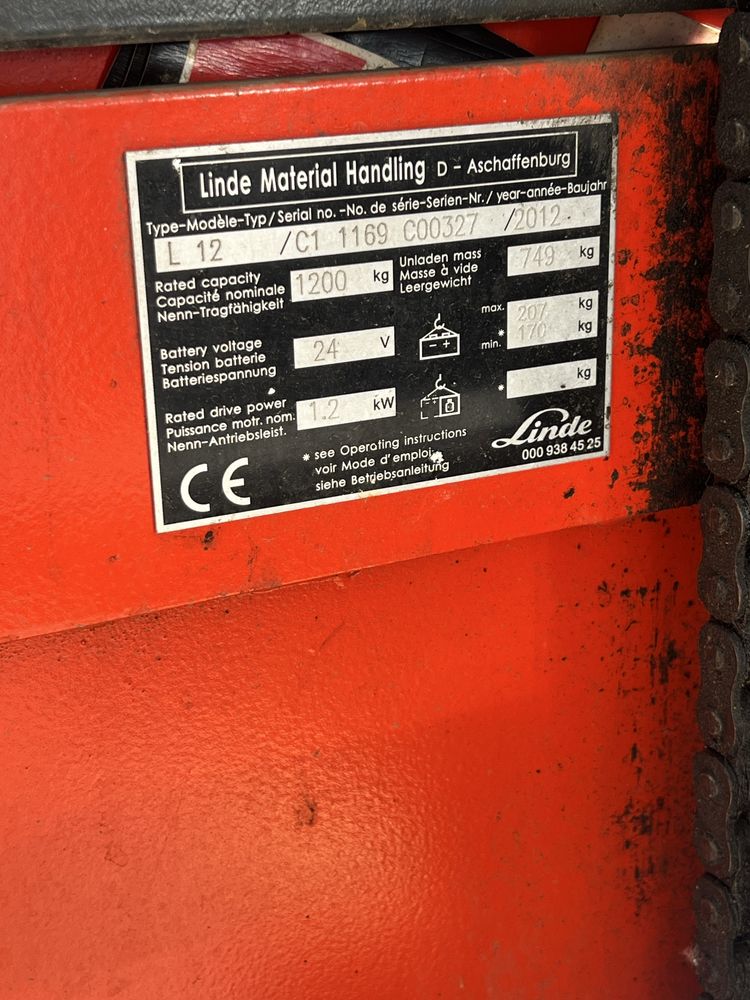 Linde Material Handling D - Aschaffenburg
Type-Modèle-Typ/Serial no. -No. de série-Serien-Nr./ year-année-Baujahr
L 12 /C1 1169 C00327 /2012
Rated capacity
Capacité nominale
Nenn-Tragfähigkeit
1200 kg
Unladen mass
Masse à vide
Leergewicht
749 kg
Battery voltage
Tension batterie
Batteriespannung
24 V
- +
max. 207 kg
*
min. 170 kg
Rated drive power
Puissance motr. nom.
Nenn-Antriebsleist.
1.2 kW
- +
* kg
* see Operating instructions
voir Mode d'emploi
siehe Betriebsanleitung
CE
Linde
000 938 45 25